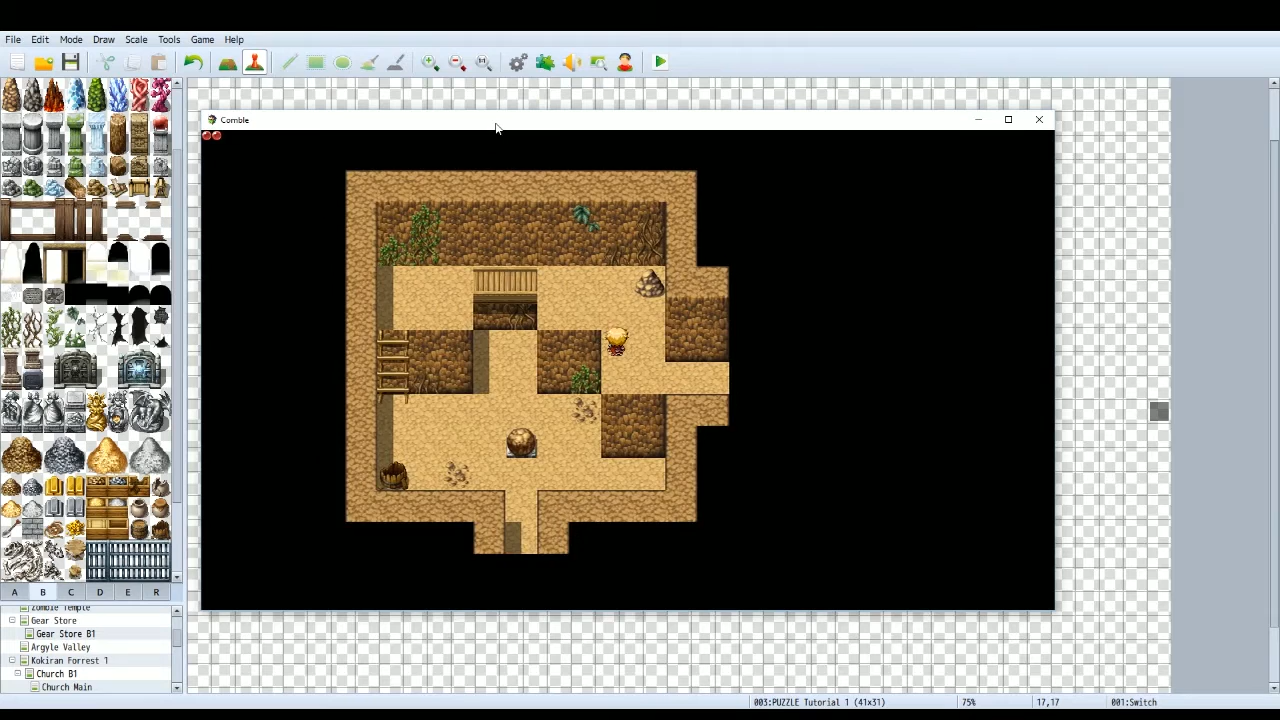 File Edit Mode Draw Scale Tools Game Help
Comble
A B C D E R
Zombie Temple
Gear Store
Gear Store B1
Argyle Valley
Kokiran Forrest 1
Church B1
Church Main
003:PUZZLE Tutorial 1 (41x31) 75% 17,17 001:Switch